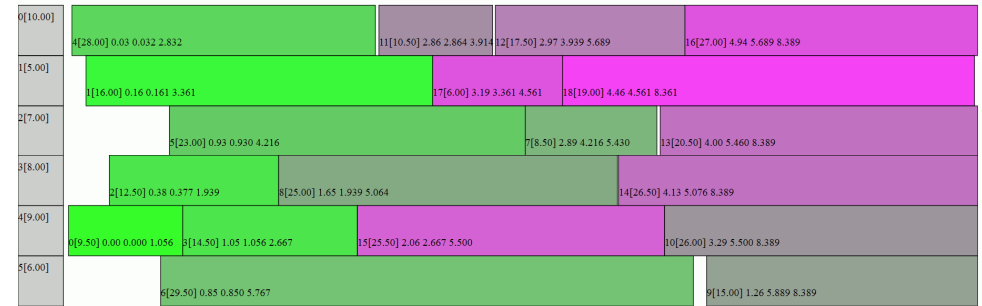 0[10.00]
4[28.00] 0.03 0.032 2.832
11[10.50] 2.86 2.864 3.914
12[17.50] 2.97 3.939 5.689
16[27.00] 4.94 5.689 8.389
1[5.00]
1[16.00] 0.16 0.161 3.361
17[6.00] 3.19 3.361 4.561
18[19.00] 4.46 4.561 8.361
2[7.00]
5[23.00] 0.93 0.930 4.216
7[8.50] 2.89 4.216 5.430
13[20.50] 4.00 5.460 8.389
3[8.00]
2[12.50] 0.38 0.377 1.939
8[25.00] 1.65 1.939 5.064
14[26.50] 4.13 5.076 8.389
4[9.00]
0[9.50] 0.00 0.000 1.056
3[14.50] 1.05 1.056 2.667
15[25.50] 2.06 2.667 5.500
10[26.00] 3.29 5.500 8.389
5[6.00]
6[29.50] 0.85 0.850 5.767
9[15.00] 1.26 5.889 8.389